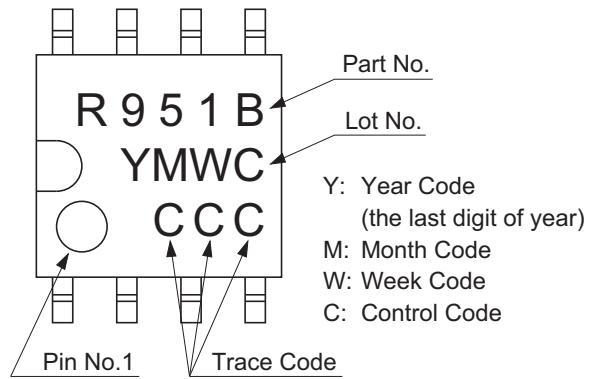 Part No.
R951B
Lot No.
YMWC
CCC
Y: Year Code
(the last digit of year)
M: Month Code
W: Week Code
C: Control Code
Pin No.1
Trace Code